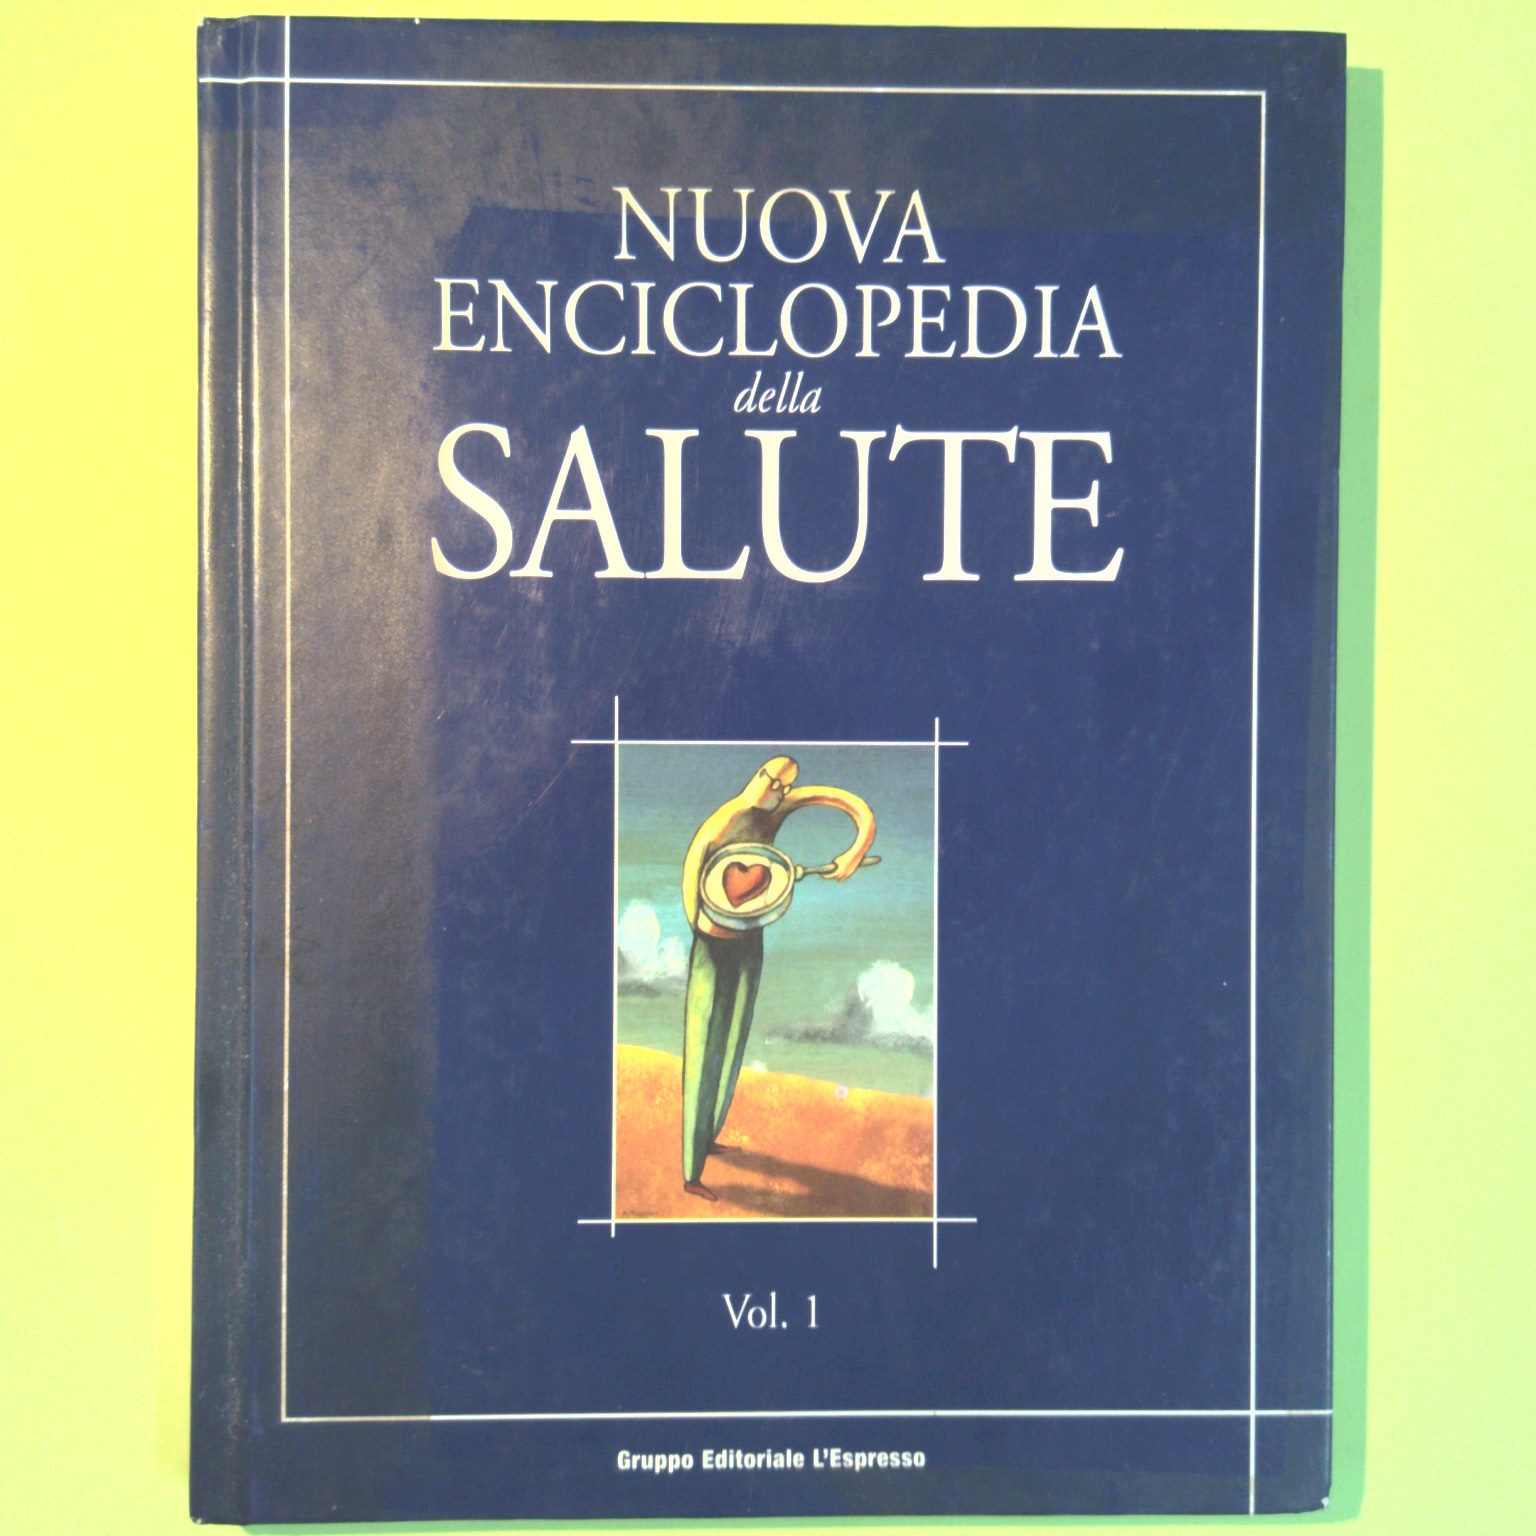 NUOVA
ENCICLOPEDIA
della
SALUTE
Vol. 1
Gruppo Editoriale L'Espresso